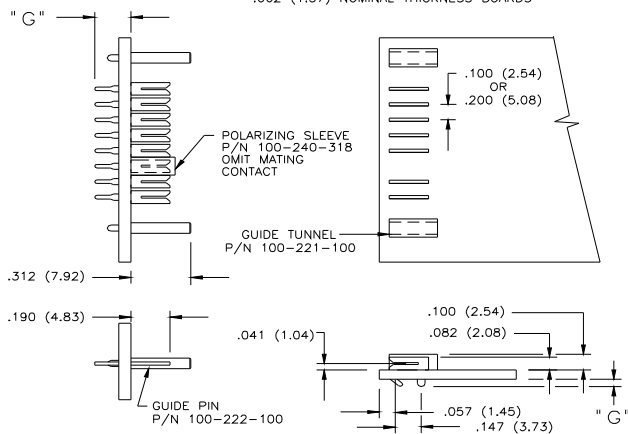 .062 (1.57) NOMINAL THICKNESS BOARDS
"G"
.100 (2.54)
OR
.200 (5.08)
POLARIZING SLEEVE
P/N 100-240-318
OMIT MATING
CONTACT
GUIDE TUNNEL
P/N 100-221-100
.312 (7.92)
.190 (4.83)
GUIDE PIN
P/N 100-222-100
.041 (1.04)
.100 (2.54)
.082 (2.08)
.057 (1.45)
.147 (3.73)
"G"